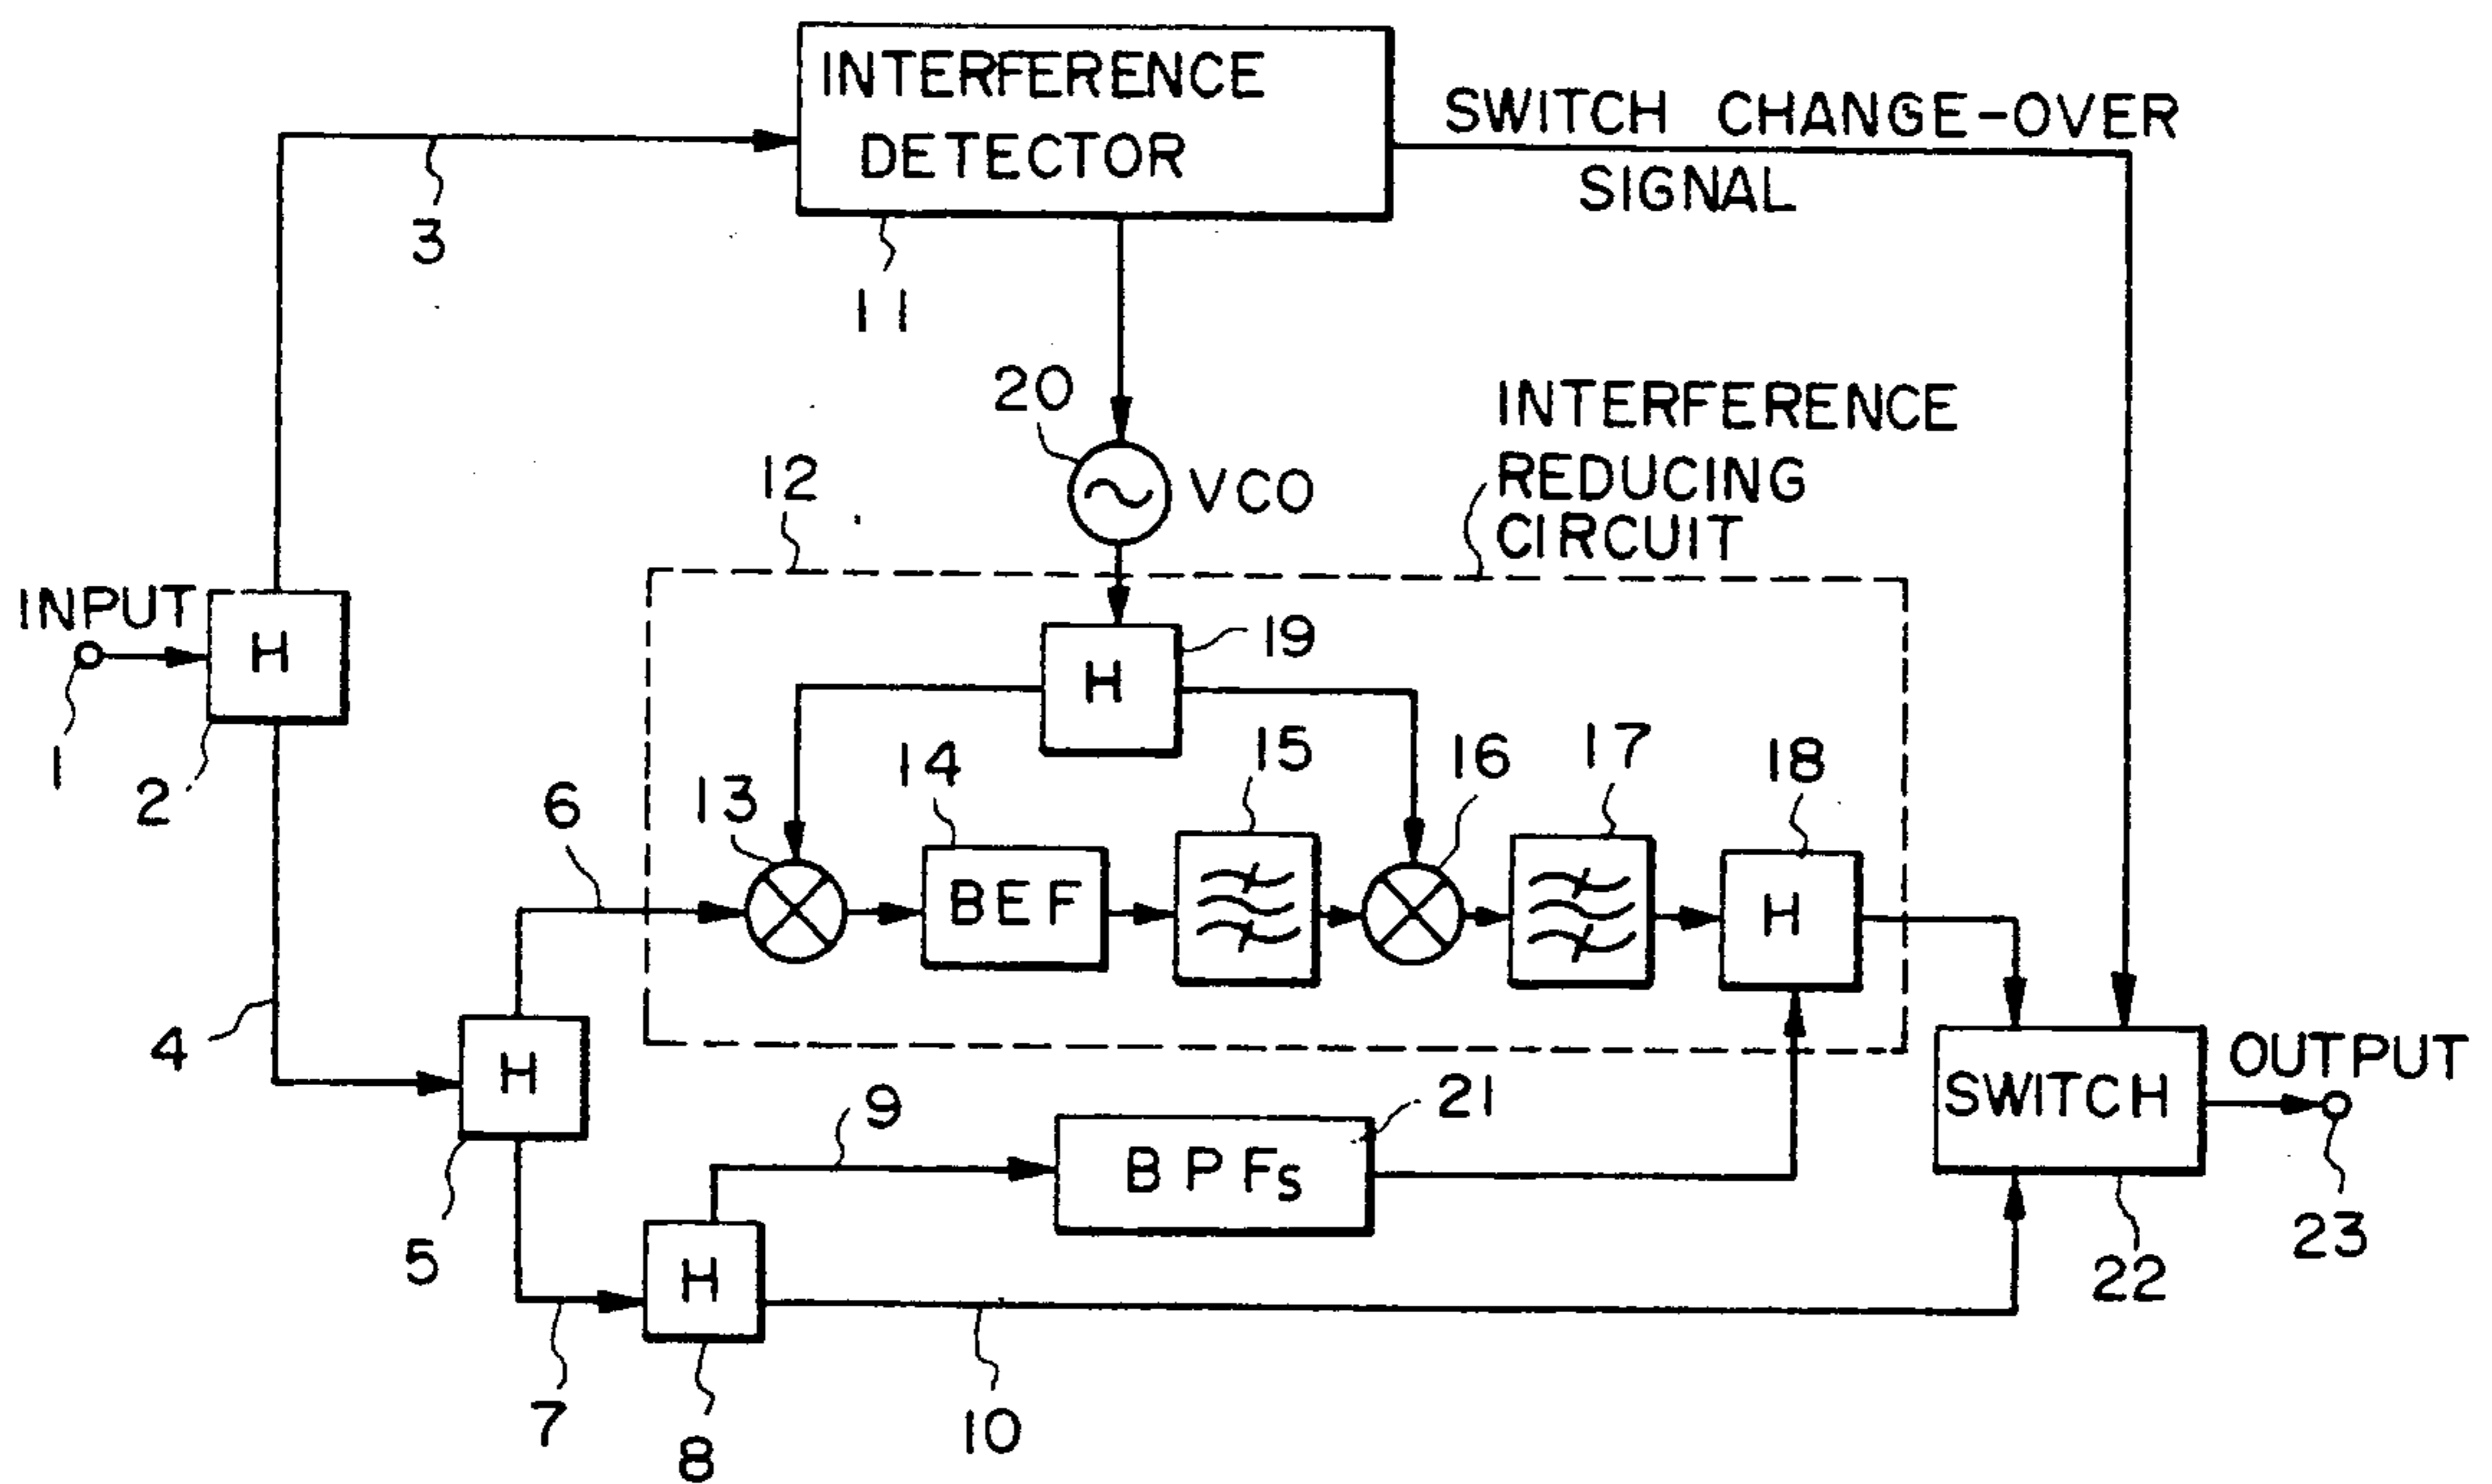 INTERFERENCE
DETECTOR
SWITCH CHANGE-OVER
SIGNAL
3
11
20
VCO
INTERFERENCE
REDUCING
CIRCUIT
12
INPUT
H
1
2
H
19
13
14
15
16
17
18
6
BEF
H
4
H
5
9
BPFs
21
SWITCH
OUTPUT
22
23
7
H
8
10